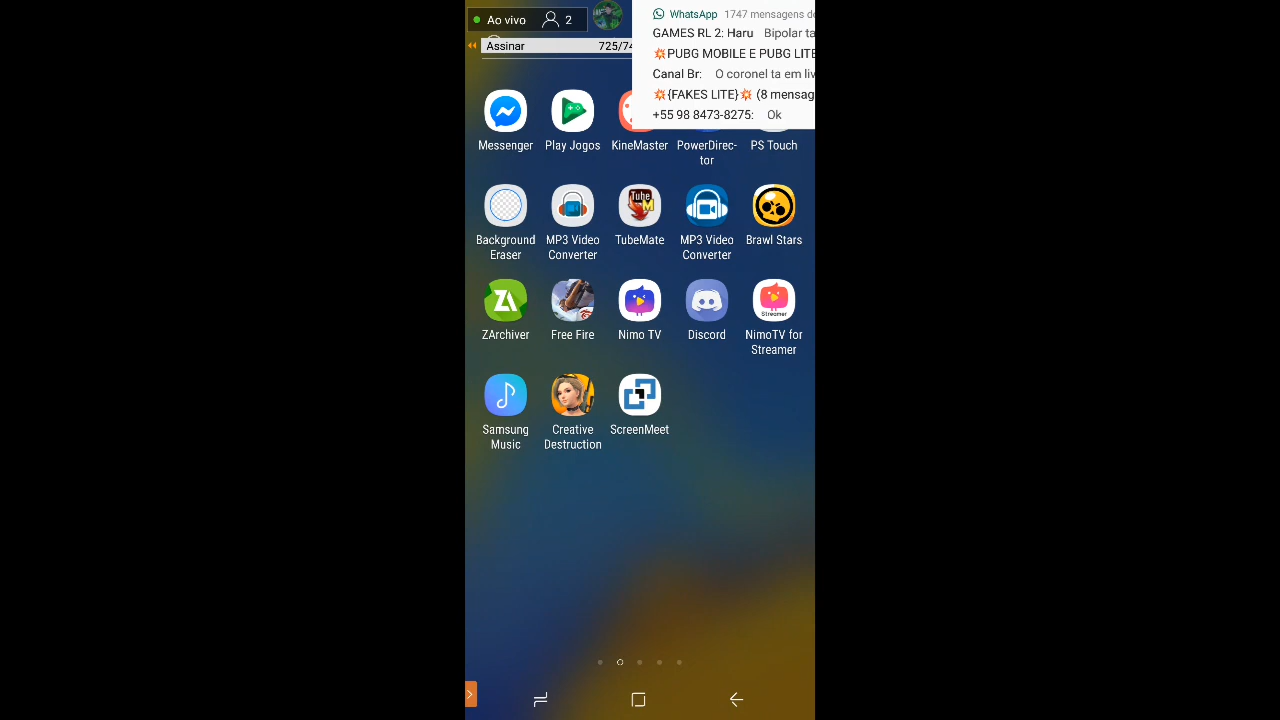 Ao vivo 2
Assinar 725/74
WhatsApp 1747 mensagens de
GAMES RL 2: Haru Bipolar ta
💥PUBG MOBILE E PUBG LITE
Canal Br: O coronel ta em liv
💥{FAKES LITE}💥 (8 mensag
+55 98 8473-8275: Ok
Messenger
Play Jogos
KineMaster
PowerDirec-
tor
PS Touch
Background
Eraser
MP3 Video
Converter
Tube
M
TubeMate
MP3 Video
Converter
Brawl Stars
ZA
ZArchiver
Free Fire
Nimo TV
Discord
Streamer
NimoTV for
Streamer
Samsung
Music
Creative
Destruction
ScreenMeet